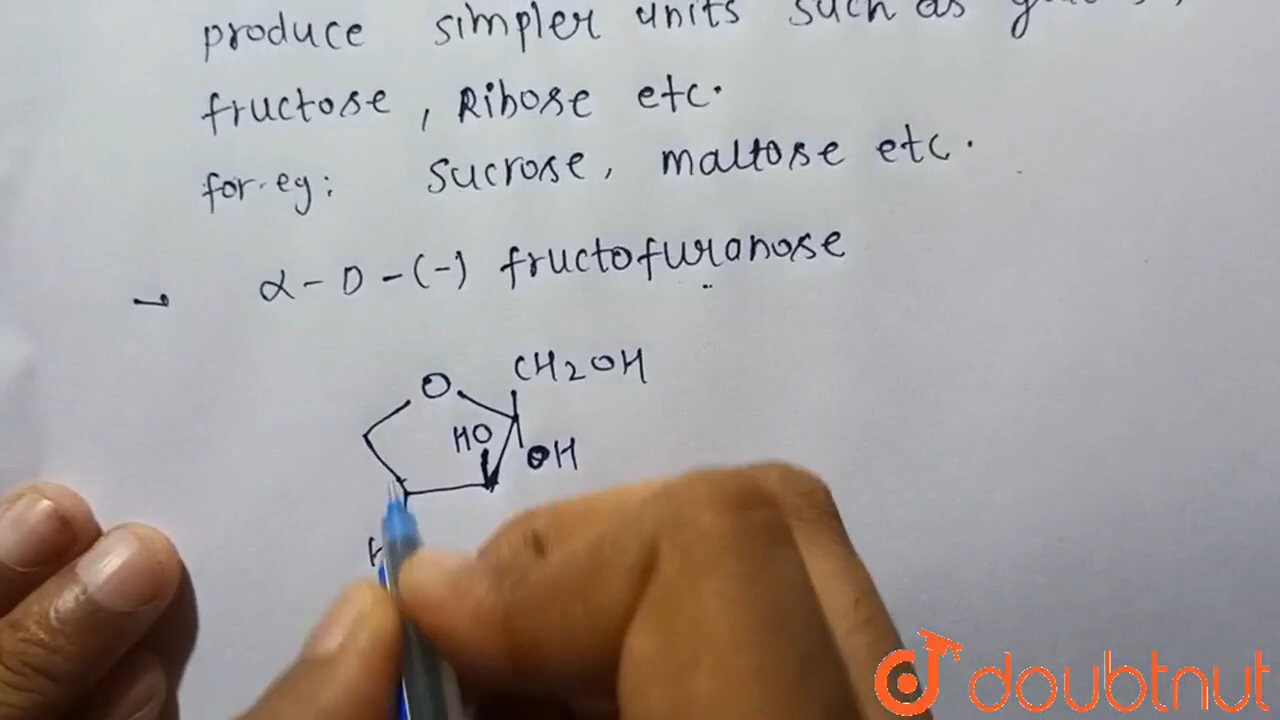 produce simpler units such as
fructose, Ribose etc.
for.eg: sucrose, maltose etc.
α-D-(-) fructofuranose
CH2OH
O
HO
OH
doubtnut